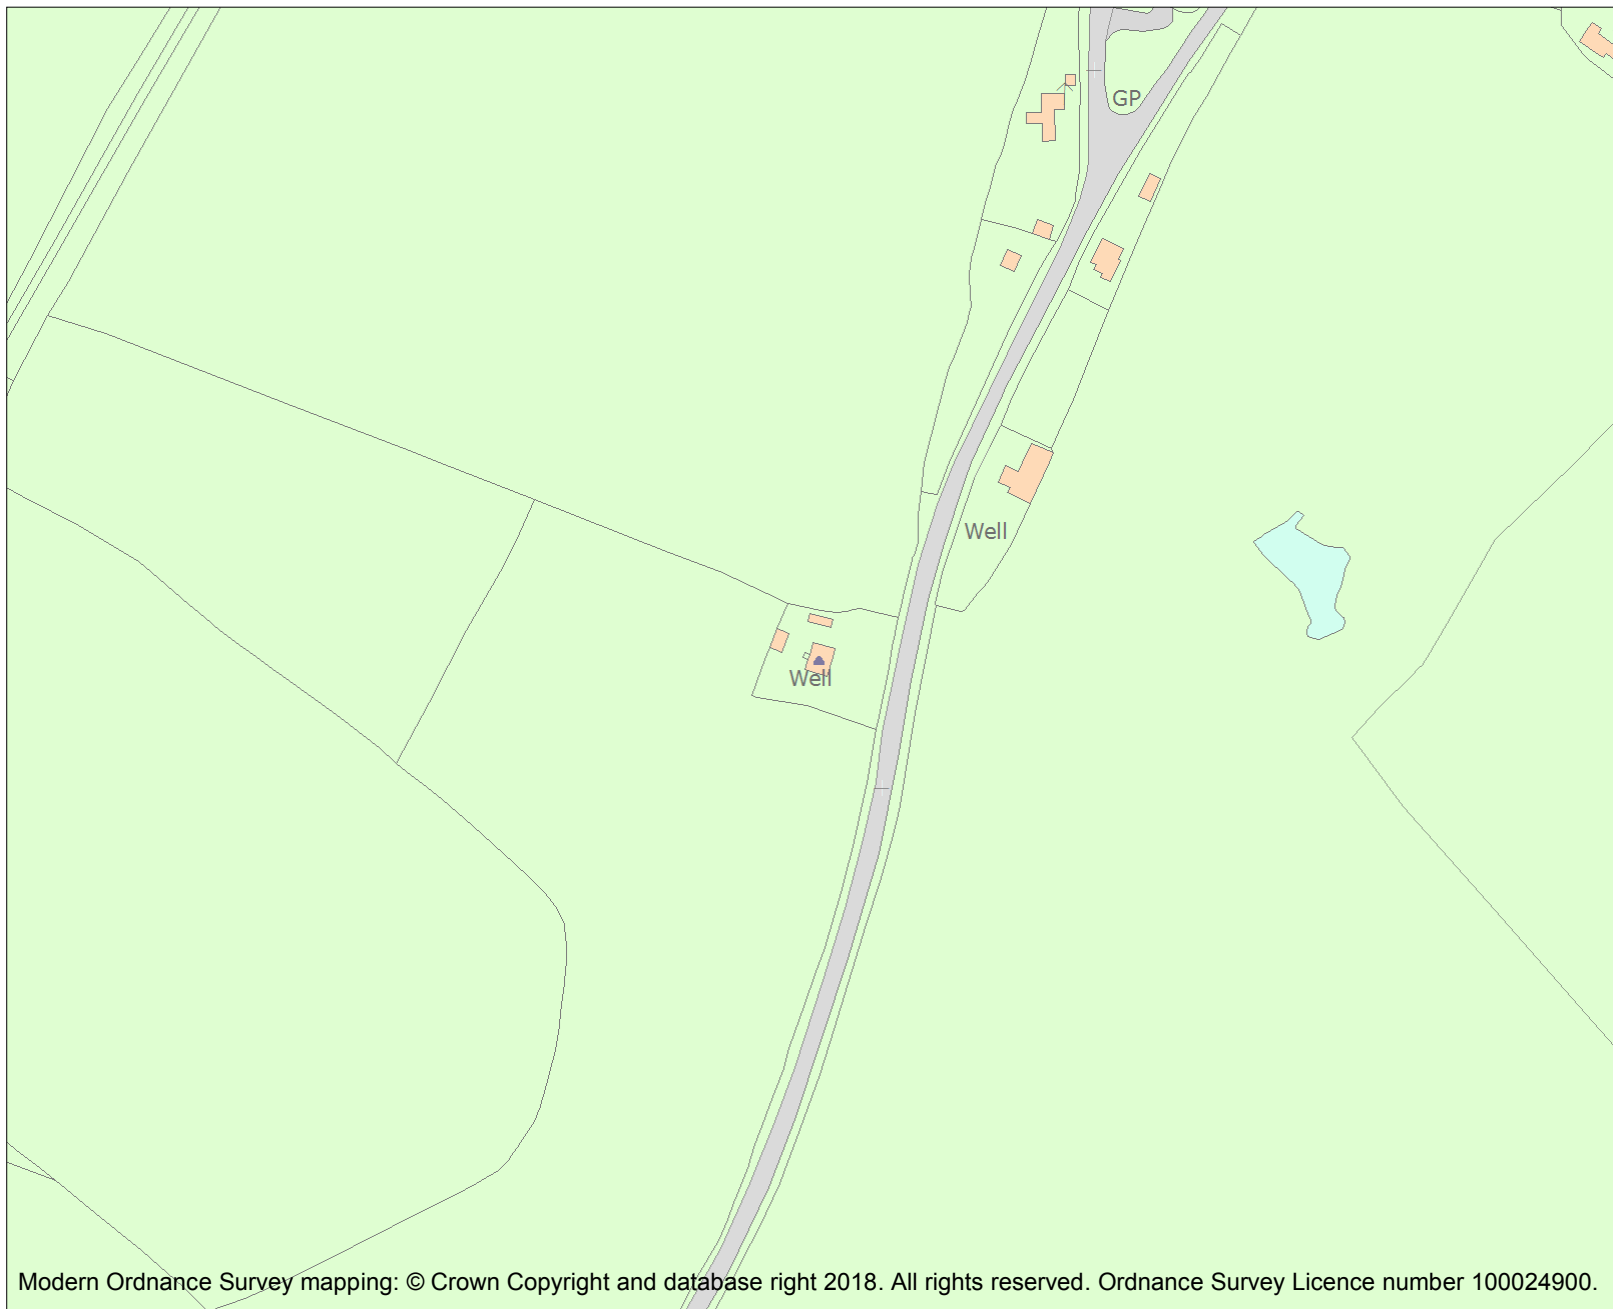 GP
Well
Well
Modern Ordnance Survey mapping: © Crown Copyright and database right 2018. All rights reserved. Ordnance Survey Licence number 100024900.